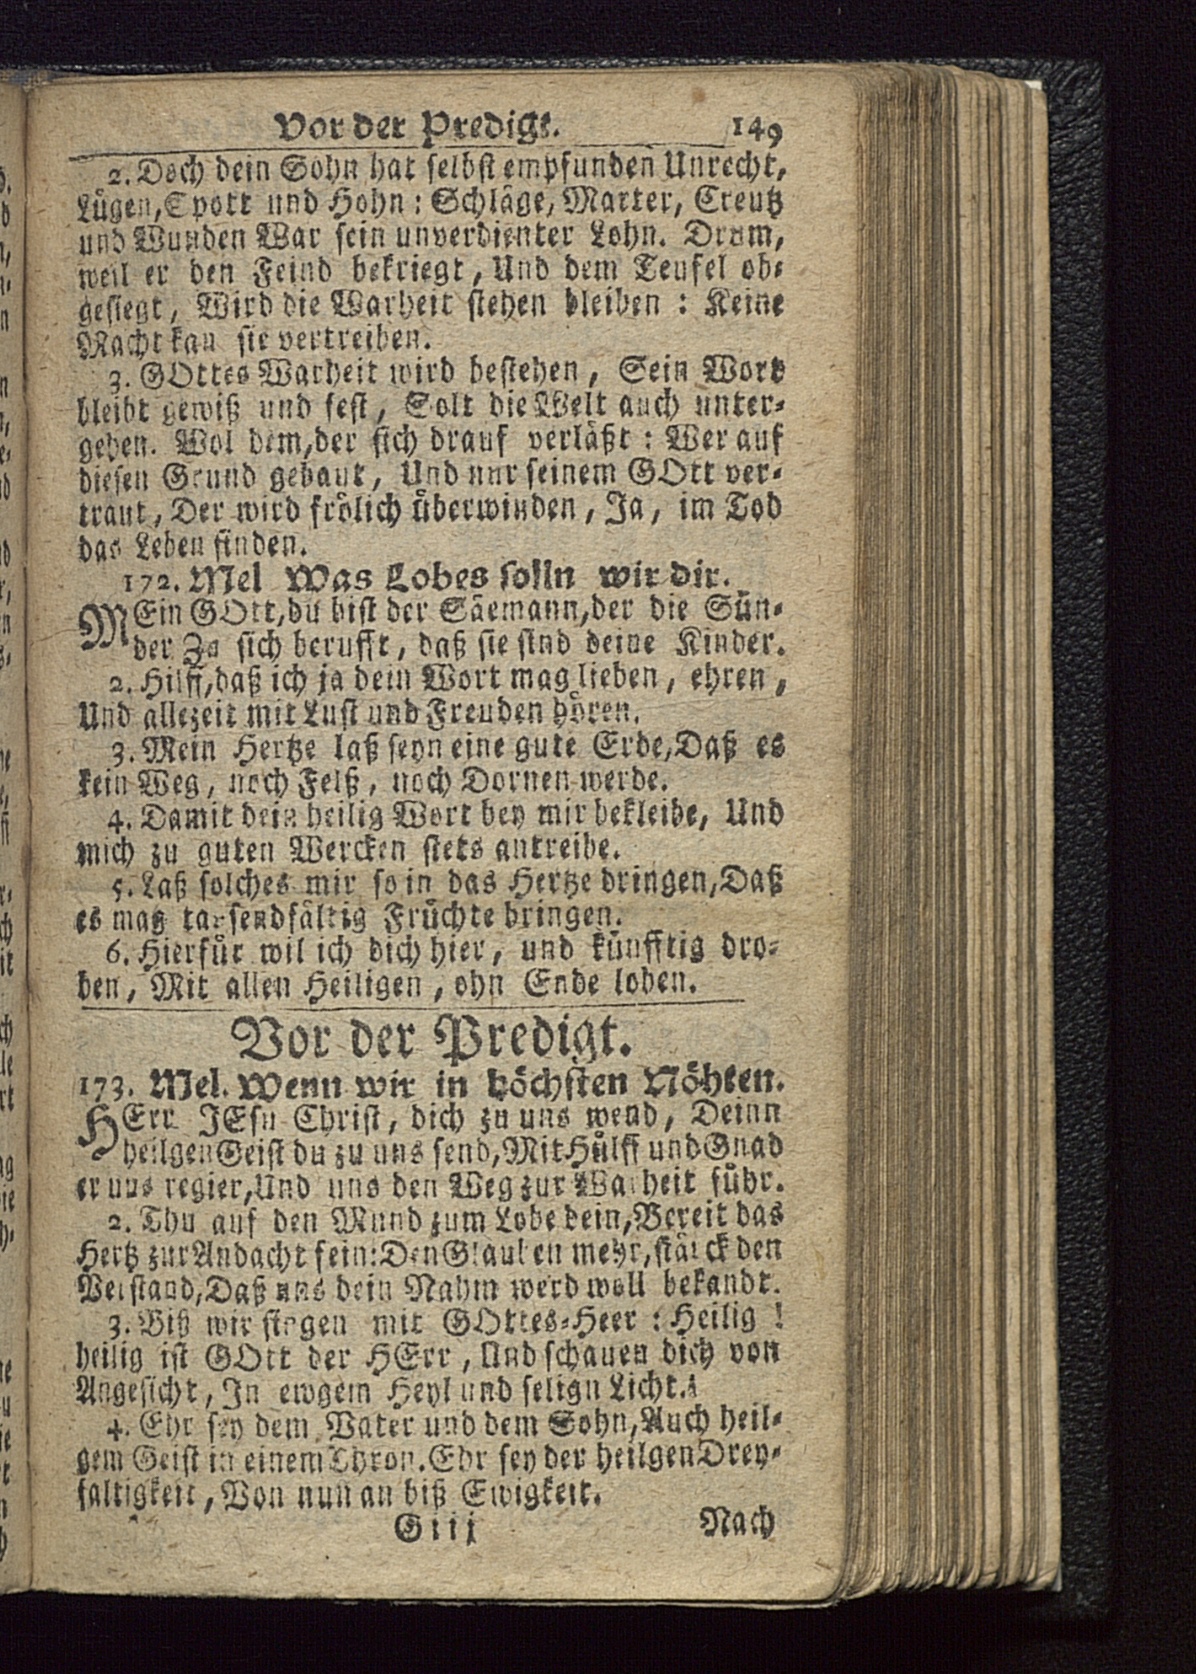 Vor der Predigt. 149
2. Doch dein Sohn hat selbst empfunden Unrecht,
Lügen, Spott und Hohn: Schläge, Marter, Creutz
und Wunden War sein unverdienter Lohn. Drum,
weil er den Feind bekriegt, Und dem Teufel ob-
gesiegt, Wird die Warheit stehen bleiben: Keine
Macht kan sie vertreiben.
3. GOttes Warheit wird bestehen, Sein Wort
bleibt gewiß und fest, Solt die Welt auch unter-
gehen. Wol dem, der sich drauf verläßt: Wer auf
diesen Grund gebaut, Und nur seinem GOtt ver-
traut, Der wird frölich überwinden, Ja, im Tod
das Leben finden.
172. Mel Was Lobes solln wir dir.
MEin GOtt, du bist der Säemann, der die Sün-
der Zu sich berufft, daß sie sind deine Kinder.
2. Hilff, daß ich ja dein Wort mag lieben, ehren,
Und allezeit mit Lust und Freuden hören.
3. Mein Hertze laß seyn eine gute Erde, Daß es
kein Weg, noch Felß, noch Dornen werde.
4. Damit dein heilig Wort bey mir bekleibe, Und
mich zu guten Wercken stets antreibe.
5. Laß solches mir so in das Hertze dringen, Daß
es mag tausendfältig Früchte bringen.
6. Hierfür wil ich dich hier, und künfftig dro-
ben, Mit allen Heiligen, ohn Ende loben.
Vor der Predigt.
173. Mel. Wenn wir in höchsten Nöhten.
HErr JEsu Christ, dich zu uns wend, Deinn
heilgen Geist du zu uns send, Mit Hülff und Gnad
er uns regier, Und uns den Weg zur Warheit führ.
2. Thu auf den Mund zum Lobe dein, Bereit das
Hertz zur Andacht fein: Den Glauben mehr, stärck den
Verstand, Daß uns dein Nahm werd woll bekandt.
3. Biß wir singen mit GOttes-Heer: Heilig!
heilig ist GOtt der HErr, Und schauen dich von
Angesicht, In ewgem Heyl und selign Licht.
4. Ehr sey dem Vater und dem Sohn, Auch heil-
gem Geist in einem Thron. Ehr sey der heilgen Drey-
faltigkeit, Von nun an biß Ewigkeit.
G iij Nach